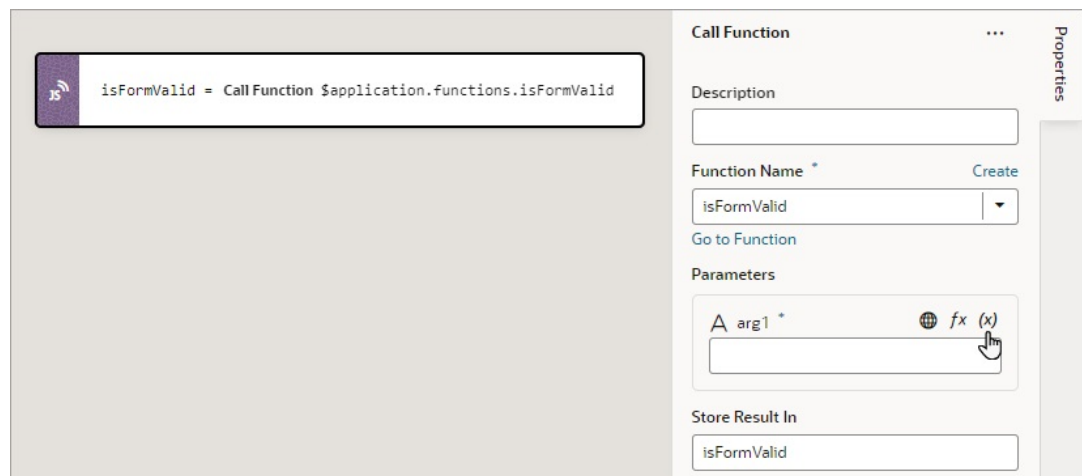 JS
isFormValid = Call Function $application.functions.isFormValid
Call Function
...
Properties
Description
Function Name *
Create
isFormValid
Go to Function
Parameters
A arg1 *
fx (x)
Store Result In
isFormValid